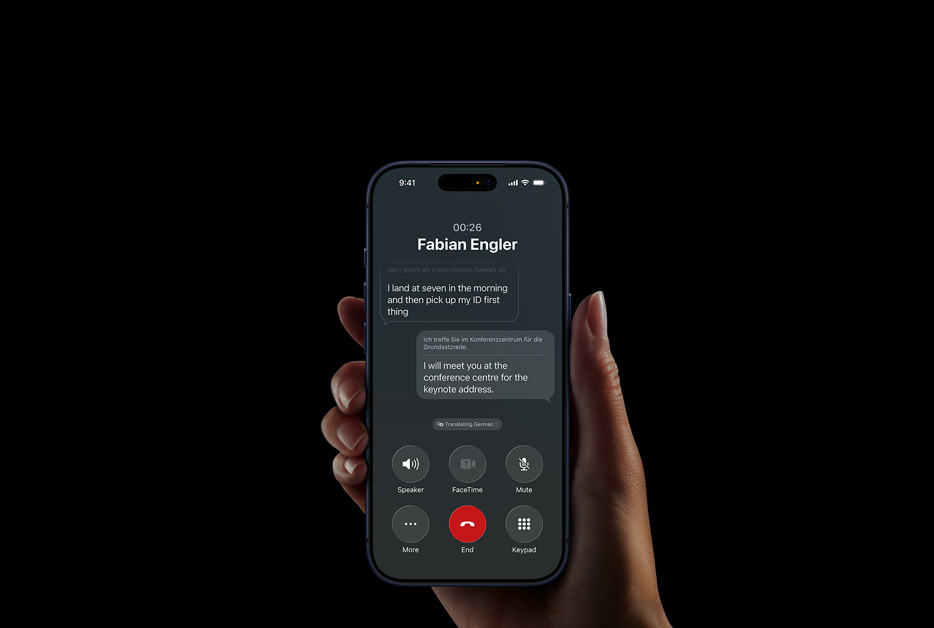 9:41
00:26
Fabian Engler
dann gleich als erstes meinen Ausweis ab
I land at seven in the morning
and then pick up my ID first
thing
Ich treffe Sie im Konferenzzentrum für die
Grundsatzrede.
I will meet you at the
conference centre for the
keynote address.
Translating German
Speaker
FaceTime
Mute
More
End
Keypad